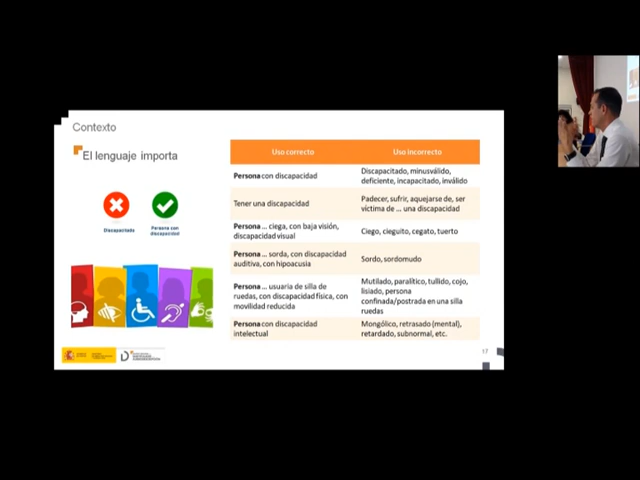 Contexto
El lenguaje importa
Discapacitado
Persona con
discapacidad
Uso correcto
Uso incorrecto
Persona con discapacidad
Discapacitado, minusválido,
deficiente, incapacitado, inválido
Tener una discapacidad
Padecer, sufrir, aquejarse de, ser
víctima de ... una discapacidad
Persona ... ciega, con baja visión,
discapacidad visual
Ciego, cieguito, cegato, tuerto
Persona ... sorda, con discapacidad
auditiva, con hipoacusia
Sordo, sordomudo
Persona ... usuaria de silla de
ruedas, con discapacidad física, con
movilidad reducida
Mutilado, paralítico, tullido, cojo,
lisiado, persona
confinada/postrada en una silla
ruedas
Persona con discapacidad
intelectual
Mongólico, retrasado (mental),
retardado, subnormal, etc.
17